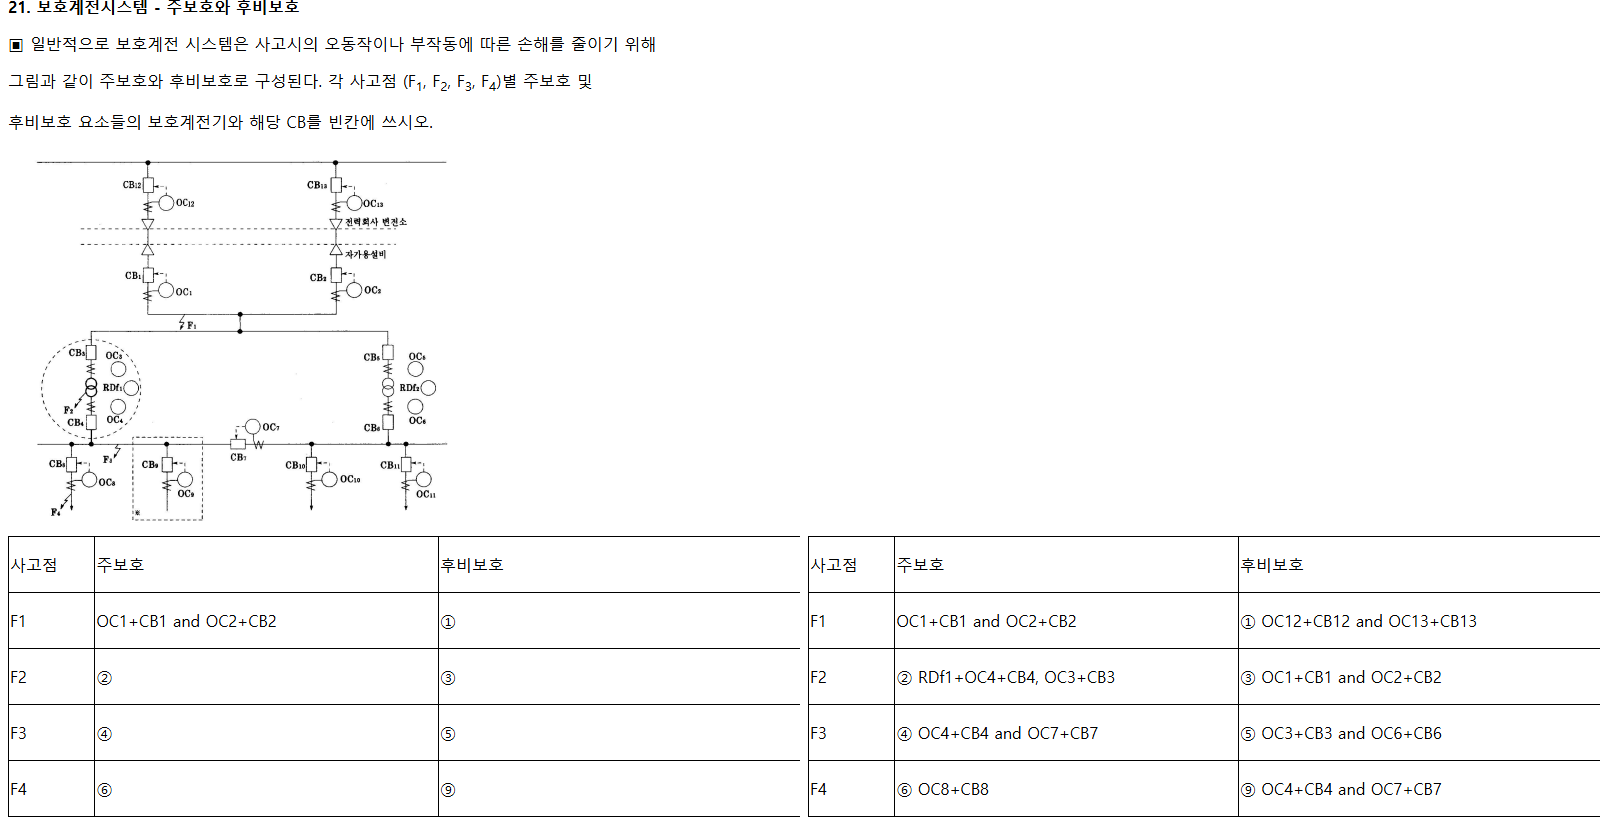 21. 보호계전시스템 - 주보호와 후비보호
▣ 일반적으로 보호계전 시스템은 사고시의 오동작이나 부작동에 따른 손해를 줄이기 위해
그림과 같이 주보호와 후비보호로 구성된다. 각 사고점 (F1, F2, F3, F4)별 주보호 및
후비보호 요소들의 보호계전기와 해당 CB를 빈칸에 쓰시오.
CB12 OC12 CB13 OC13
전력회사 변전소
자가용설비
CB1 OC1 CB2 OC2
F1
CB3 OC3 CB5 OC5
RDf1 RDf2
F2
CB4 OC4 CB6 OC6
OC7
F3 CB7
CB8 OC8 CB9 OC9 CB10 OC10 CB11 OC11
F4 ※
사고점 주보호 후비보호
F1 OC1+CB1 and OC2+CB2 ①
F2 ② ③
F3 ④ ⑤
F4 ⑥ ⑨
사고점 주보호 후비보호
F1 OC1+CB1 and OC2+CB2 ① OC12+CB12 and OC13+CB13
F2 ② RDf1+OC4+CB4, OC3+CB3 ③ OC1+CB1 and OC2+CB2
F3 ④ OC4+CB4 and OC7+CB7 ⑤ OC3+CB3 and OC6+CB6
F4 ⑥ OC8+CB8 ⑨ OC4+CB4 and OC7+CB7